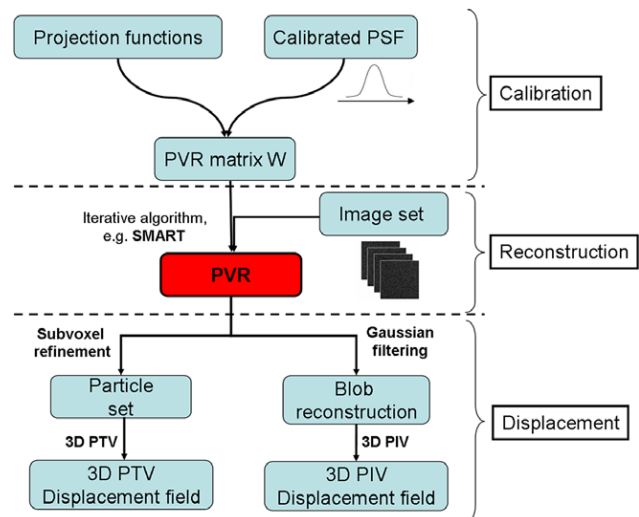 Projection functions
Calibrated PSF
Calibration
PVR matrix W
Iterative algorithm,
e.g. SMART
Image set
Reconstruction
PVR
Subvoxel
refinement
Gaussian
filtering
Particle
set
Blob
reconstruction
Displacement
3D PTV
3D PIV
3D PTV
Displacement field
3D PIV
Displacement field